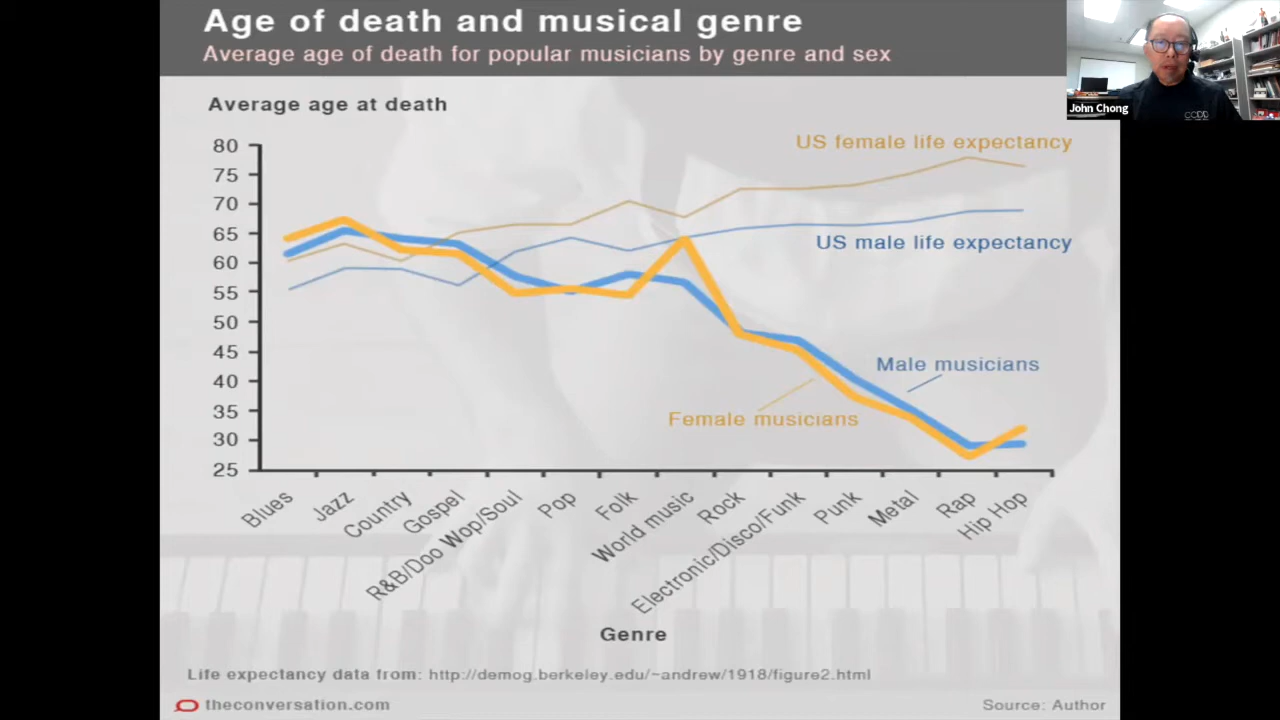 Age of death and musical genre
Average age of death for popular musicians by genre and sex
John Chong
Average age at death
80
75
70
65
60
55
50
45
40
35
30
25
US female life expectancy
US male life expectancy
Male musicians
Female musicians
Blues
Jazz
Country
Gospel
R&B/Doo Wop/Soul
Pop
Folk
World music
Rock
Electronic/Disco/Funk
Punk
Metal
Rap
Hip Hop
Genre
Life expectancy data from: http://demog.berkeley.edu/~andrew/1918/figure2.html
theconversation.com
Source: Author